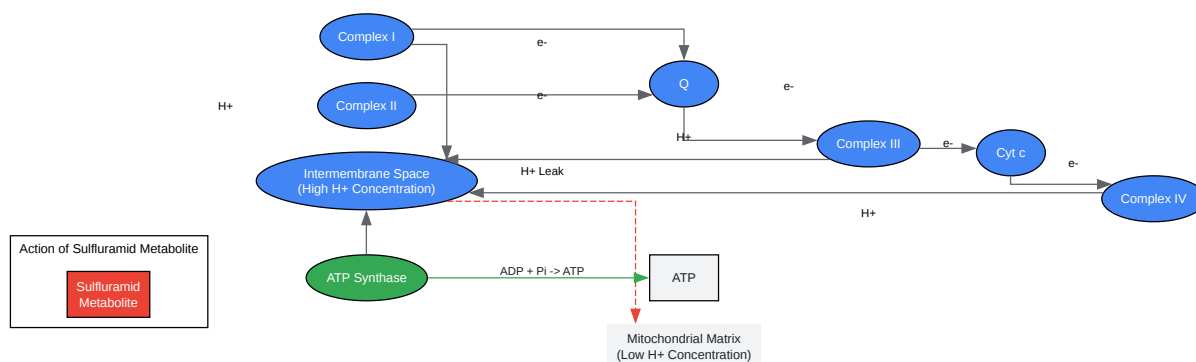 Complex I
e-
Q
e-
Complex II
e-
H+
H+
Complex III
e-
Cyt c
e-
Intermembrane Space
(High H+ Concentration)
H+ Leak
Complex IV
H+
Action of Sulfluramid Metabolite
Sulfluramid
Metabolite
ATP Synthase
ADP + Pi -> ATP
ATP
Mitochondrial Matrix
(Low H+ Concentration)